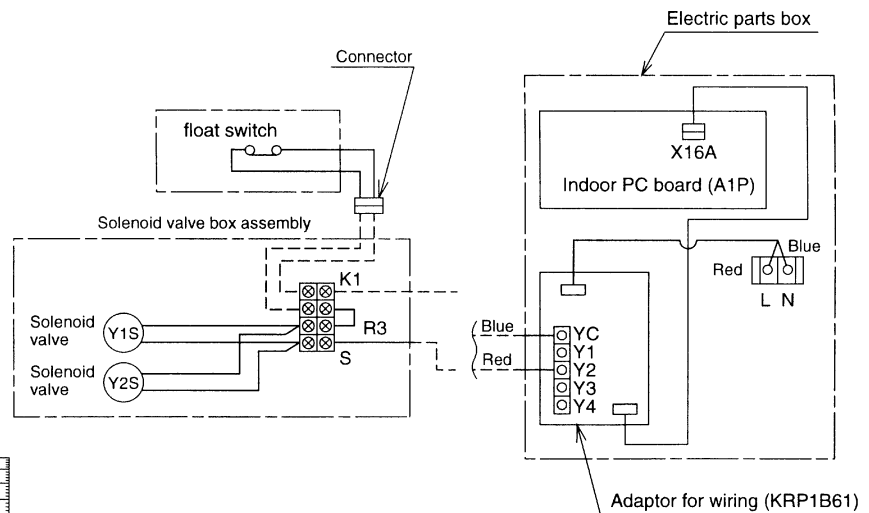 Electric parts box
Connector
float switch
X16A
Indoor PC board (A1P)
Solenoid valve box assembly
Blue
Red
L N
K1
R3
S
Solenoid
valve
Y1S
Solenoid
valve
Y2S
Blue
Red
YC
Y1
Y2
Y3
Y4
Adaptor for wiring (KRP1B61)